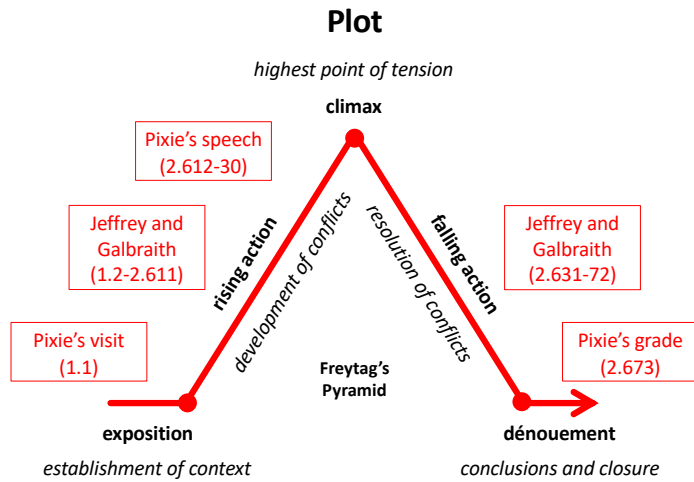 Plot
highest point of tension
climax
Pixie's speech
(2.612-30)
Jeffrey and
Galbraith
(1.2-2.611)
rising action
development of conflicts
resolution of conflicts
falling action
Jeffrey and
Galbraith
(2.631-72)
Pixie's visit
(1.1)
Freytag's
Pyramid
Pixie's grade
(2.673)
exposition
establishment of context
dénouement
conclusions and closure